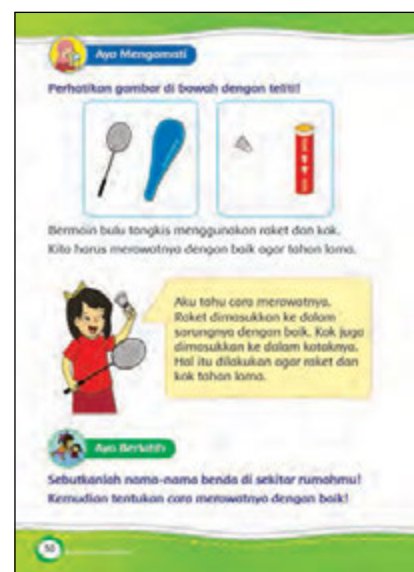 Ayo Mengamati
Perhatikan gambar di bawah dengan teliti!
Bermain bulu tangkis menggunakan raket dan kok.
Kita harus merawatnya dengan baik agar tahan lama.
Aku tahu cara merawatnya.
Raket dimasukkan ke dalam
sarungnya dengan baik. Kok juga
dimasukkan ke dalam kotaknya.
Hal itu dilakukan agar raket dan
kok tahan lama.
Ayo Berlatih
Sebutkanlah nama-nama benda di sekitar rumahmu!
Kemudian tentukan cara merawatnya dengan baik!